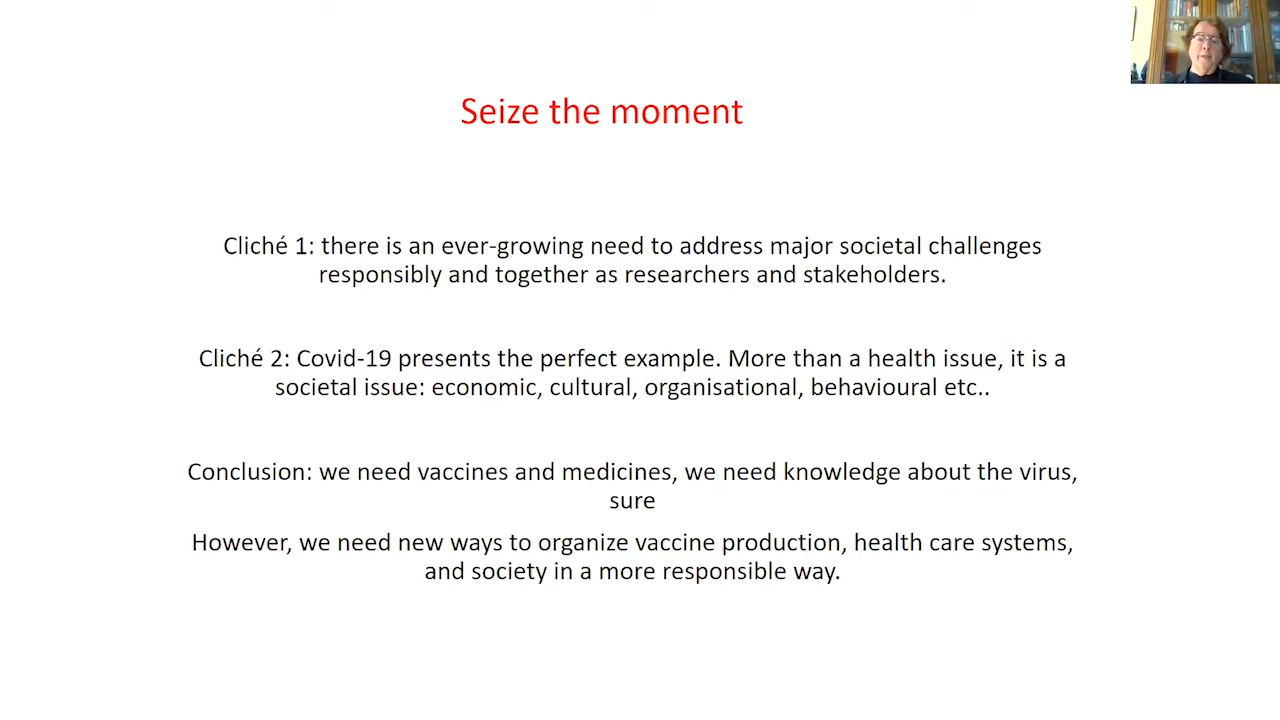 Seize the moment
Cliché 1: there is an ever-growing need to address major societal challenges
responsibly and together as researchers and stakeholders.
Cliché 2: Covid-19 presents the perfect example. More than a health issue, it is a
societal issue: economic, cultural, organisational, behavioural etc..
Conclusion: we need vaccines and medicines, we need knowledge about the virus,
sure
However, we need new ways to organize vaccine production, health care systems,
and society in a more responsible way.